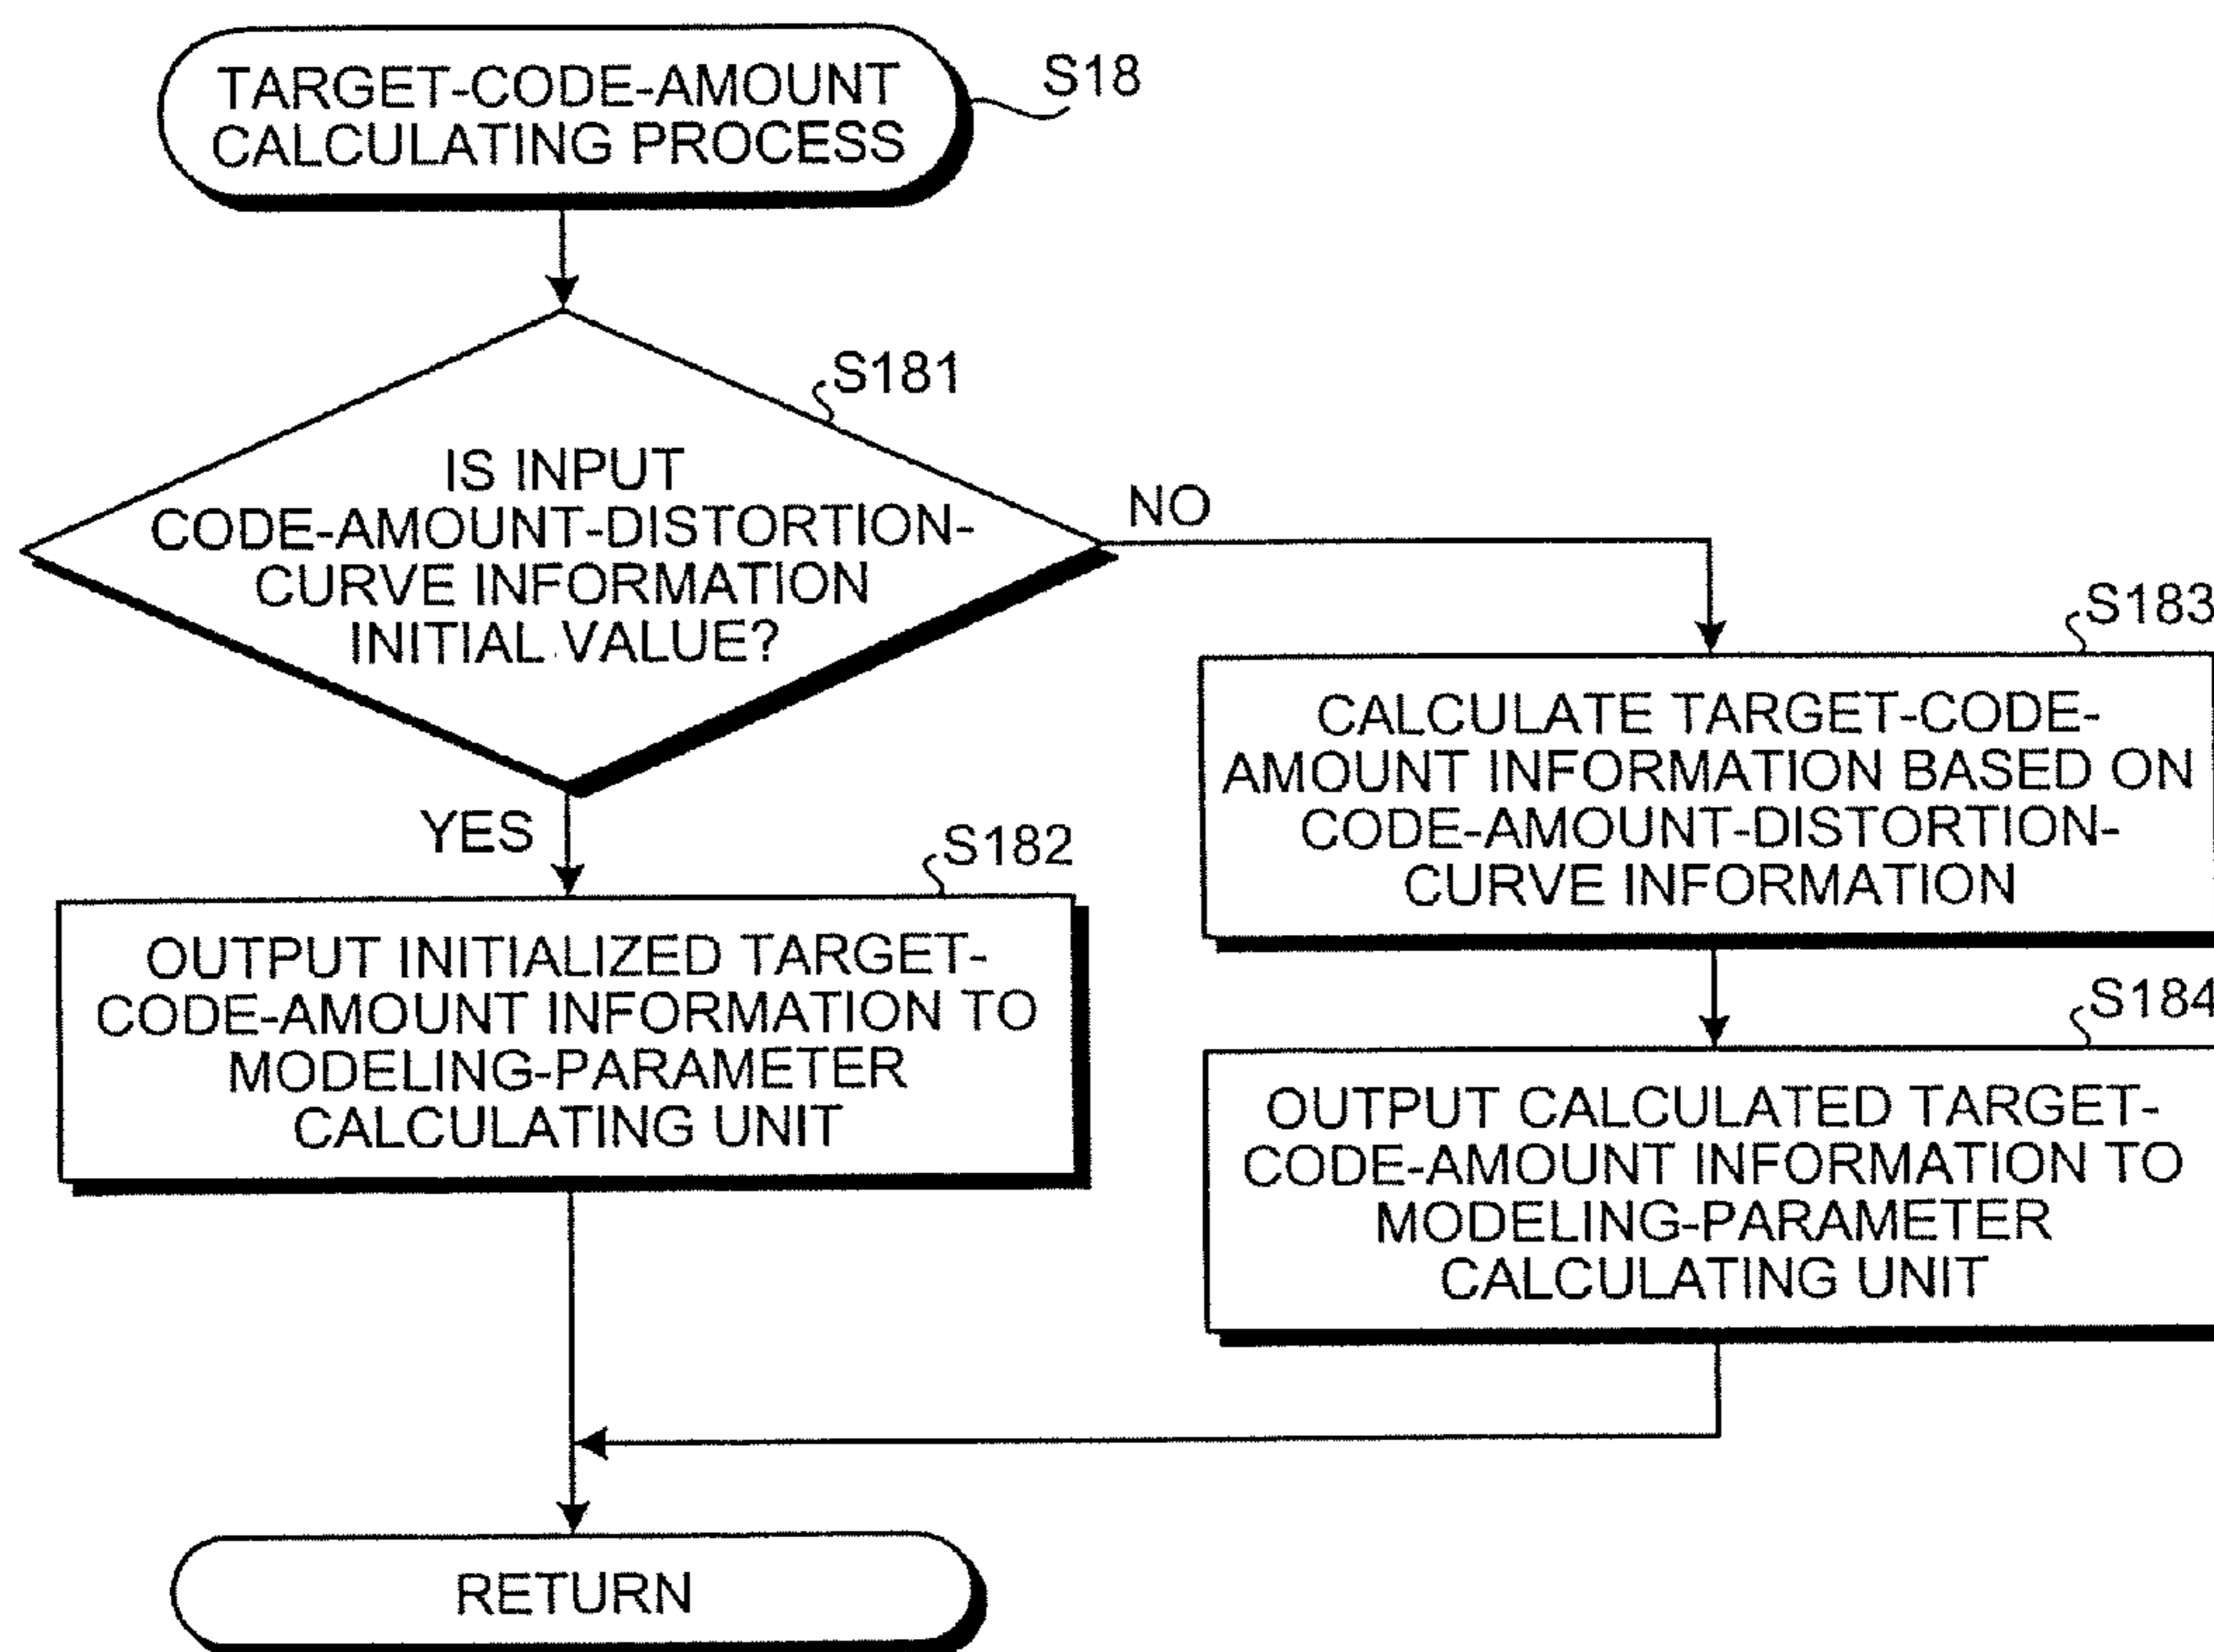 TARGET-CODE-AMOUNT
CALCULATING PROCESS
S18
S181
IS INPUT
CODE-AMOUNT-DISTORTION-
CURVE INFORMATION
INITIAL VALUE?
NO
YES
S182
OUTPUT INITIALIZED TARGET-
CODE-AMOUNT INFORMATION TO
MODELING-PARAMETER
CALCULATING UNIT
S183
CALCULATE TARGET-CODE-
AMOUNT INFORMATION BASED ON
CODE-AMOUNT-DISTORTION-
CURVE INFORMATION
S184
OUTPUT CALCULATED TARGET-
CODE-AMOUNT INFORMATION TO
MODELING-PARAMETER
CALCULATING UNIT
RETURN